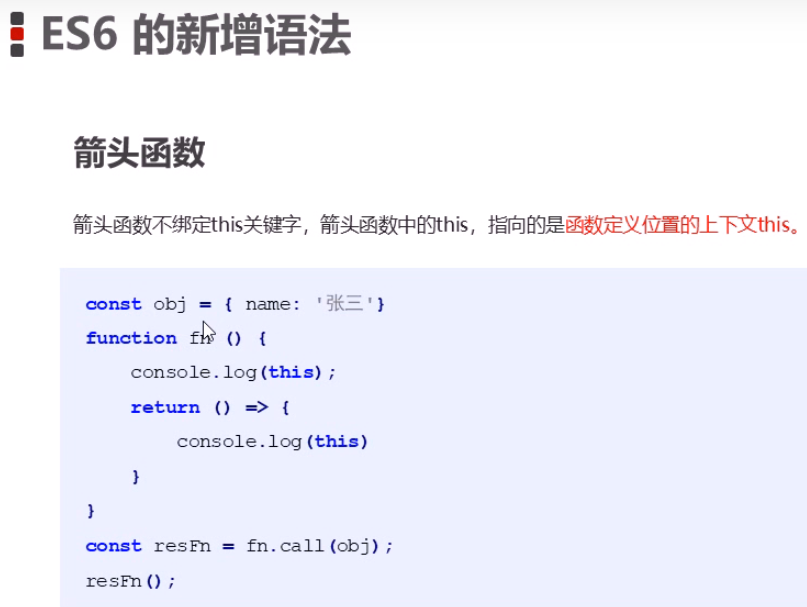 ES6 的新增语法
箭头函数
箭头函数不绑定this关键字，箭头函数中的this，指向的是函数定义位置的上下文this。
const obj = { name: '张三'}
function fn () {
console.log(this);
return () => {
console.log(this)
}
}
const resFn = fn.call(obj);
resFn();